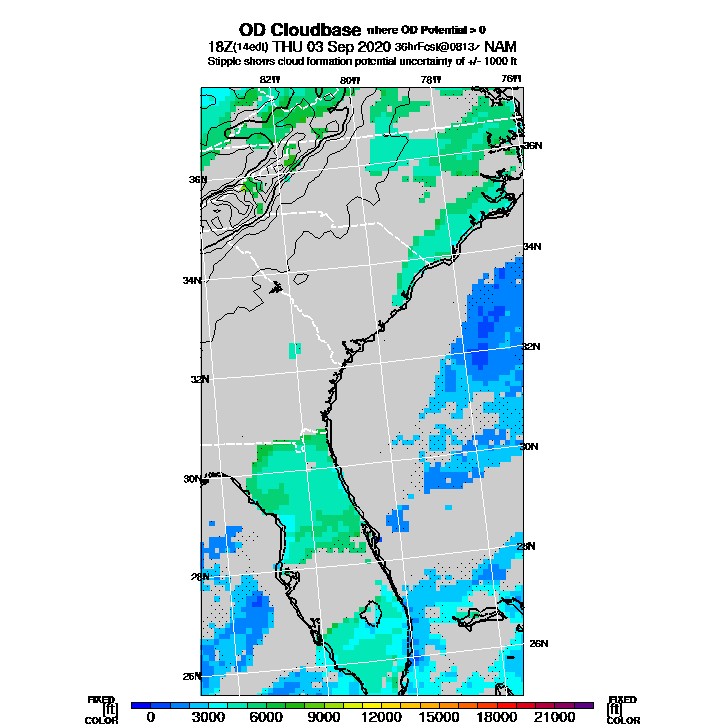 OD Cloudbase where OD Potential > 0
18Z(14edt) THU 03 Sep 2020 36hrFcst@0813z NAM
Stipple shows cloud formation potential uncertainty of +/- 1000 ft
82W 80W 78W 76W
36N 36N
34N 34N
32N 32N
30N 30N
28N 28N
26N 26N
FIXED FIXED
[ft] [ft]
COLOR COLOR
0 3000 6000 9000 12000 15000 18000 21000